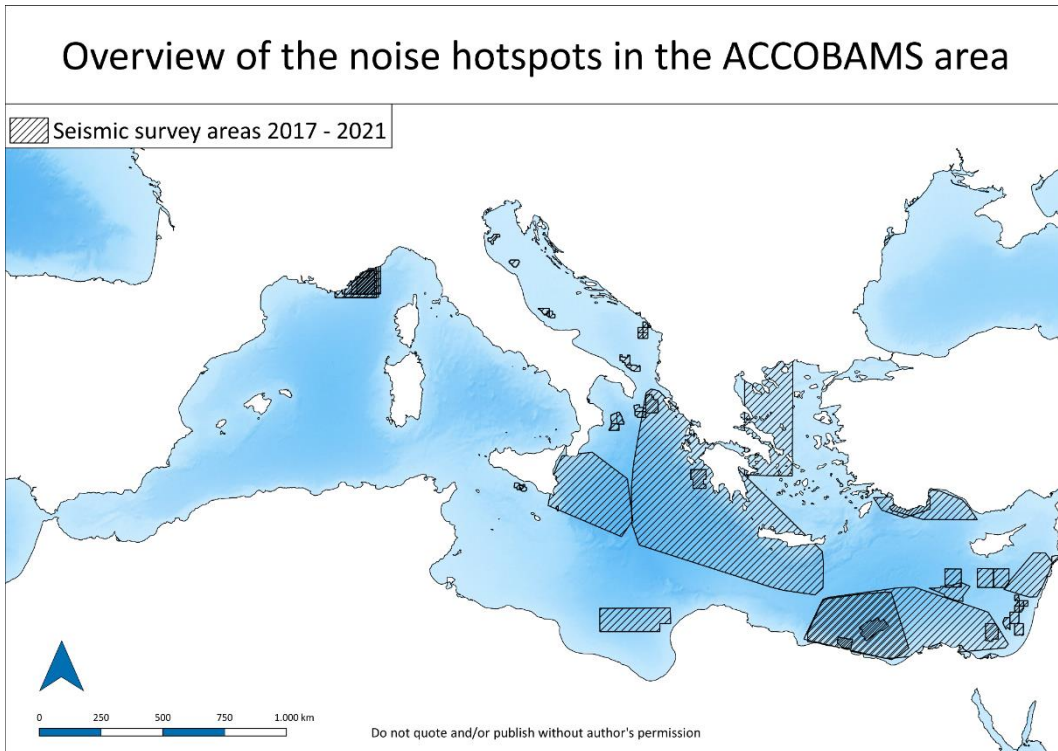 Overview of the noise hotspots in the ACCOBAMS area
Seismic survey areas 2017 - 2021
0 250 500 750 1.000 km
Do not quote and/or publish without author's permission